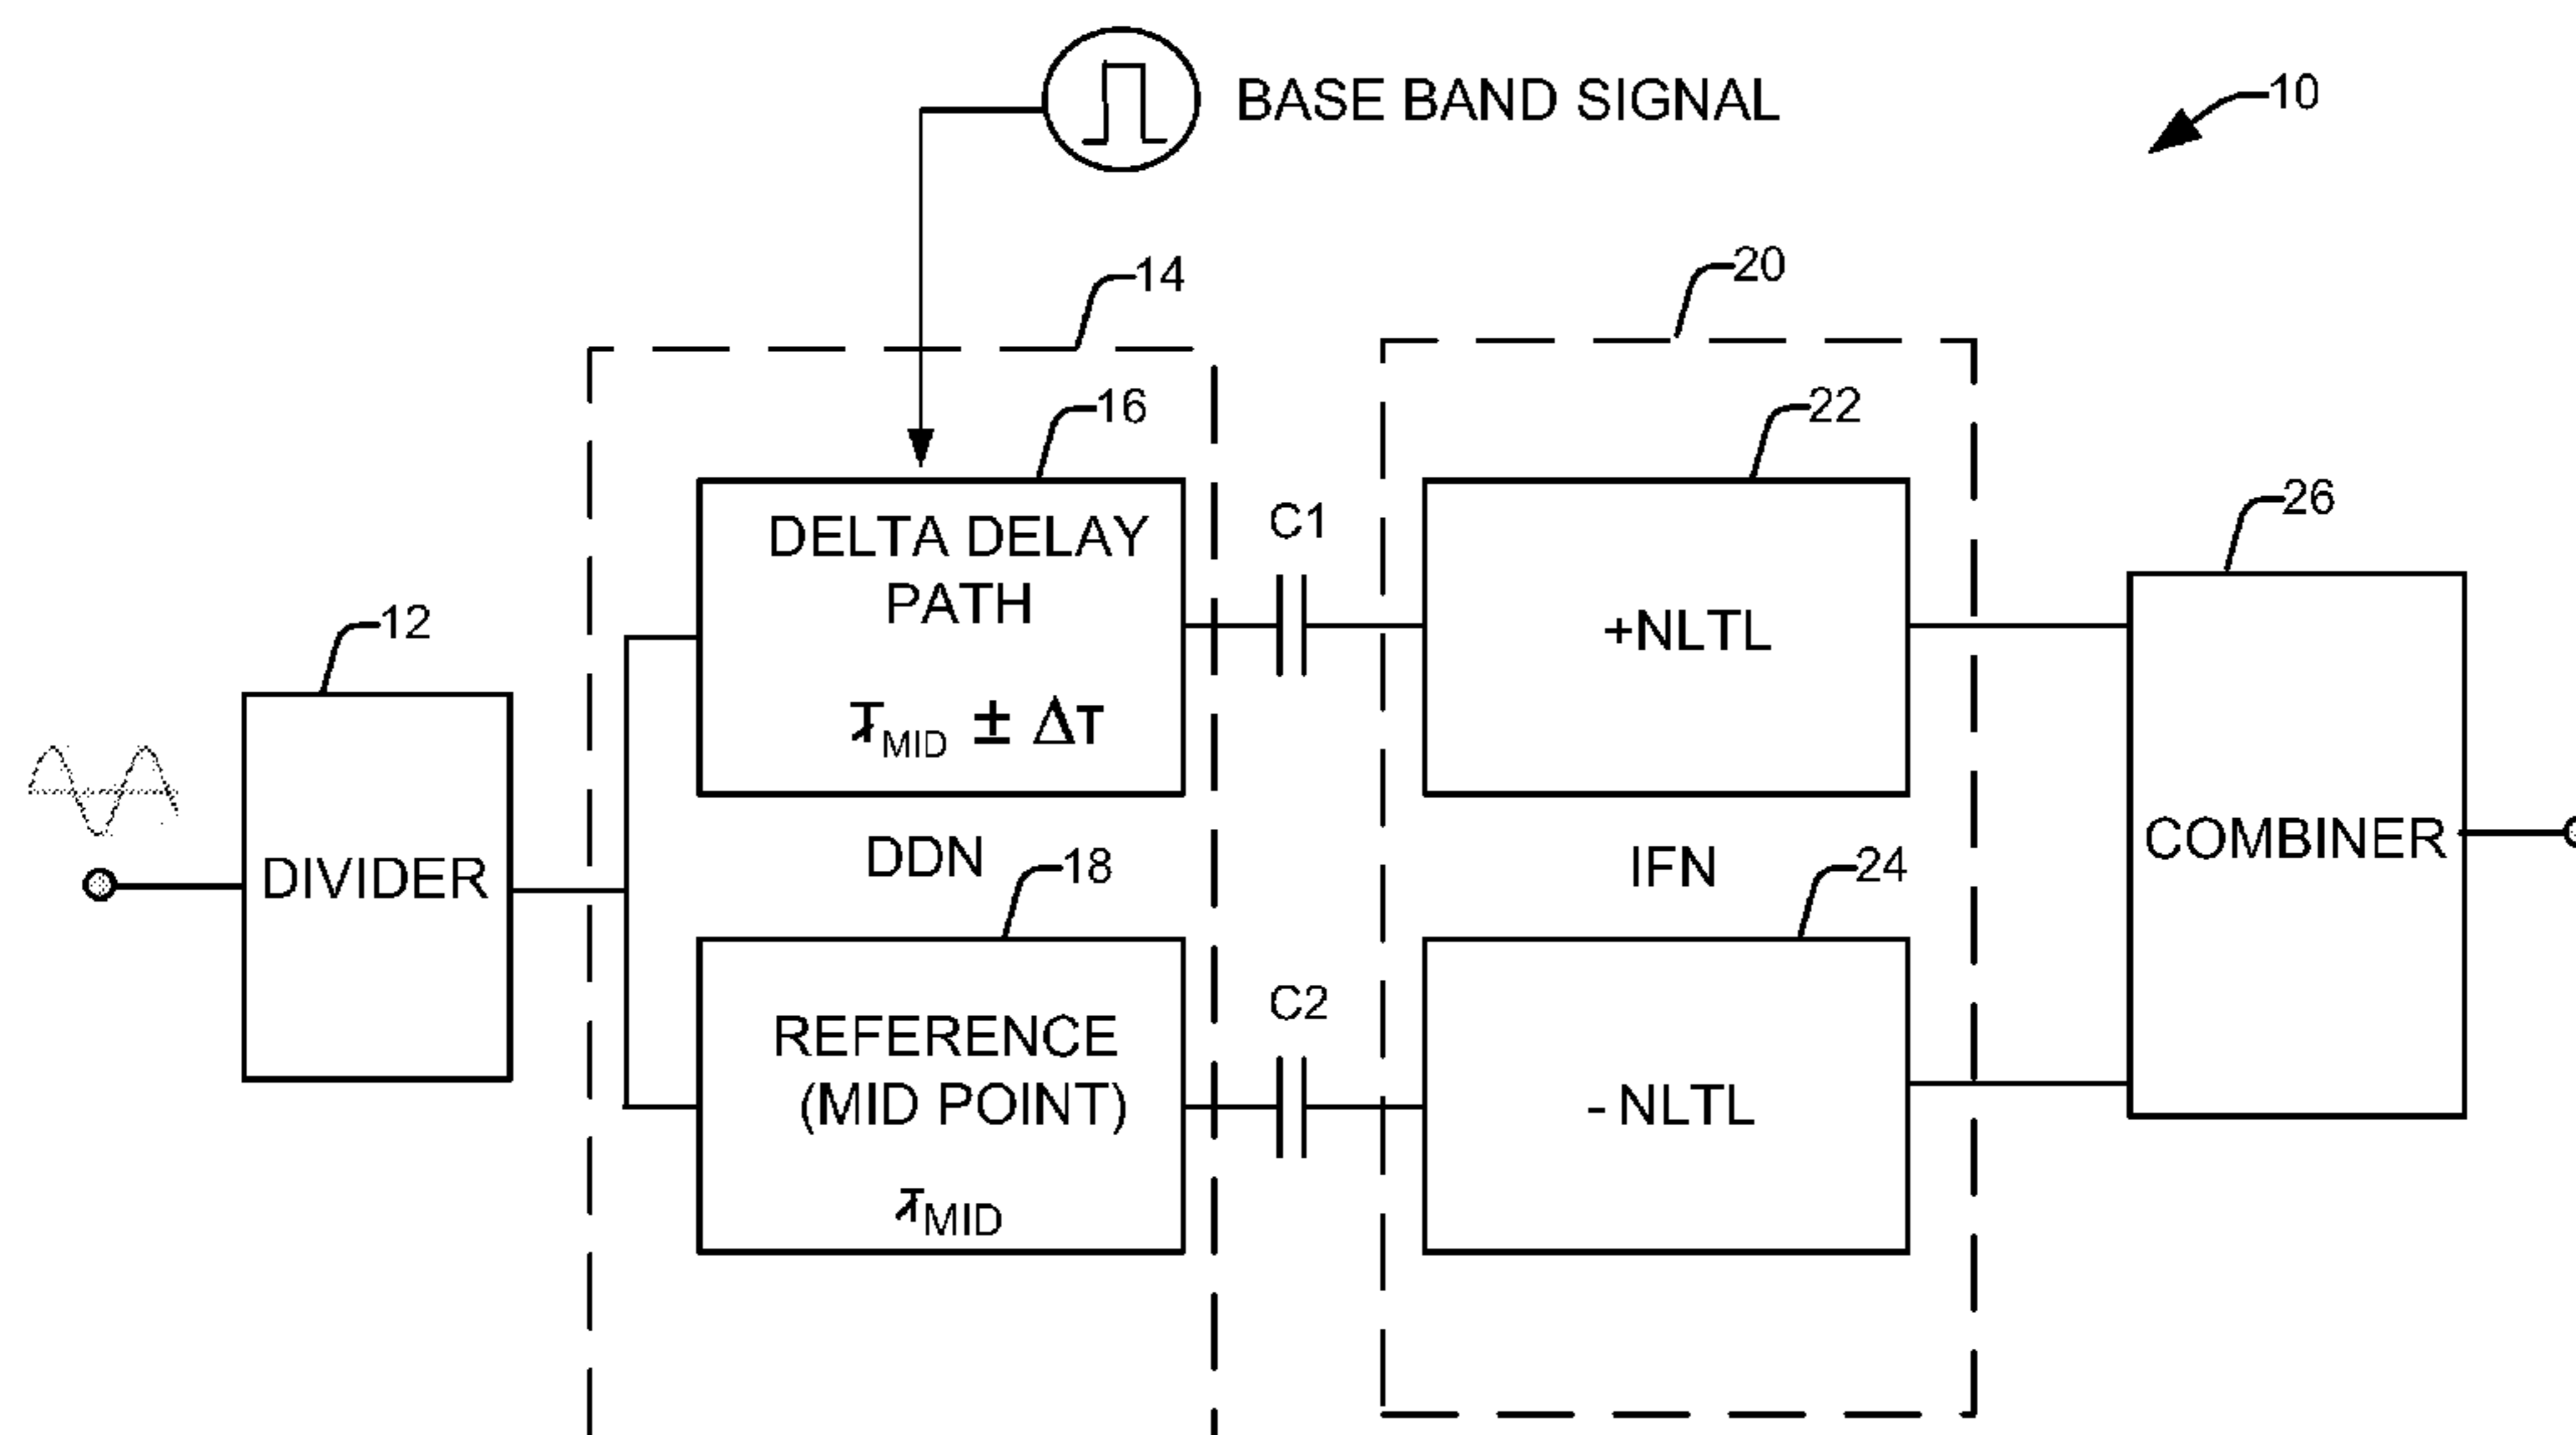 BASE BAND SIGNAL
10
14
20
16
22
26
12
DELTA DELAY
PATH
τMID ± Δτ
C1
+NLTL
DIVIDER
DDN
18
IFN
24
COMBINER
REFERENCE
(MID POINT)
τMID
C2
- NLTL